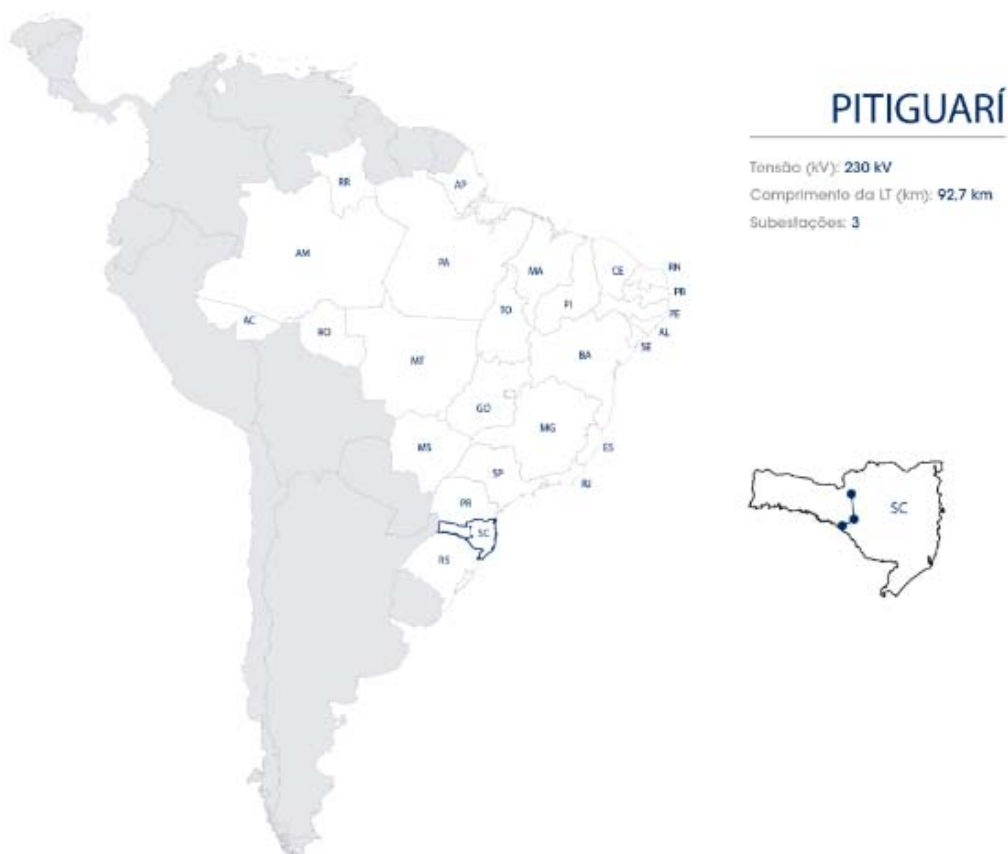 PITIGUARÍ
Tensão (kV): 230 kV
Comprimento da LT (km): 92,7 km
Subestações: 3
RR
AP
AM
PA
MA
CE
RN
PB
PI
TO
PE
AL
AC
RO
SE
BA
MT
GO
MG
MS
ES
SP
RJ
PR
SC
RS
SC